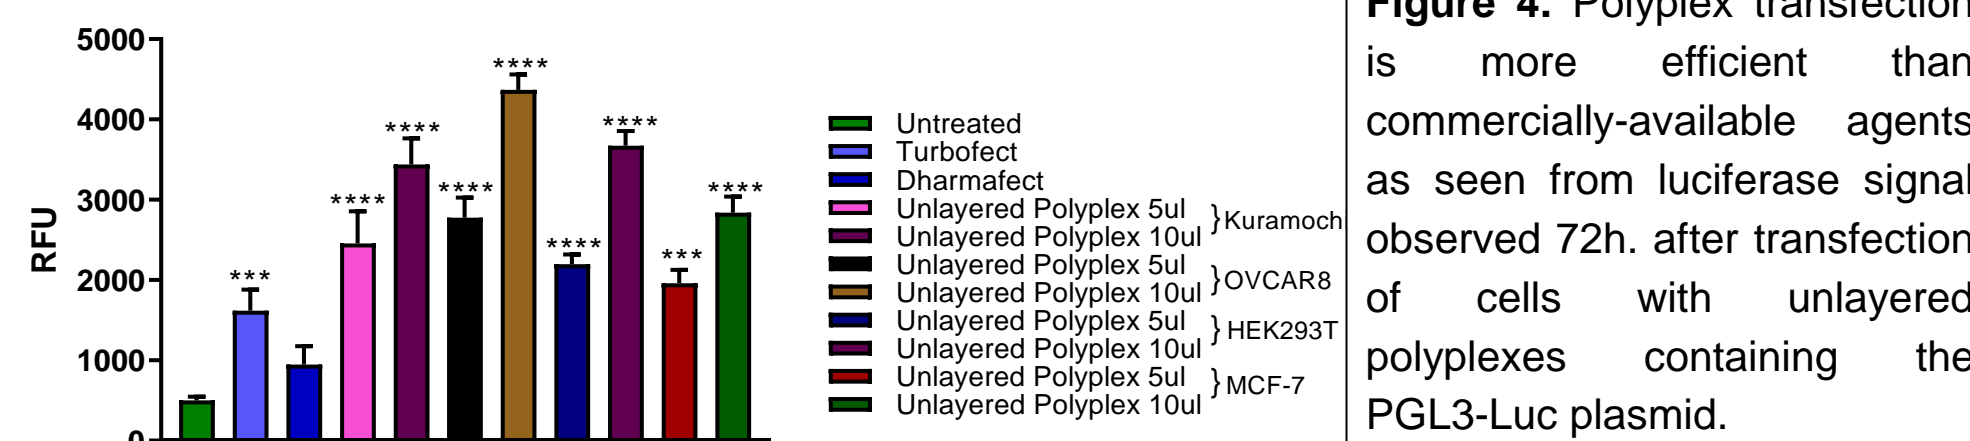 5000
4000
3000
2000
1000
0
RFU
***
****
****
****
****
****
****
***
****
Untreated
Turbofect
Dharmafect
Unlayered Polyplex 5ul
Unlayered Polyplex 10ul
}Kuramochi
Unlayered Polyplex 5ul
Unlayered Polyplex 10ul
}OVCAR8
Unlayered Polyplex 5ul
Unlayered Polyplex 10ul
} HEK293T
Unlayered Polyplex 5ul
Unlayered Polyplex 10ul
} MCF-7
Figure 4. Polyplex transfection
is more efficient than
commercially-available agents
as seen from luciferase signal
observed 72h. after transfection
of cells with unlayered
polyplexes containing the
PGL3-Luc plasmid.